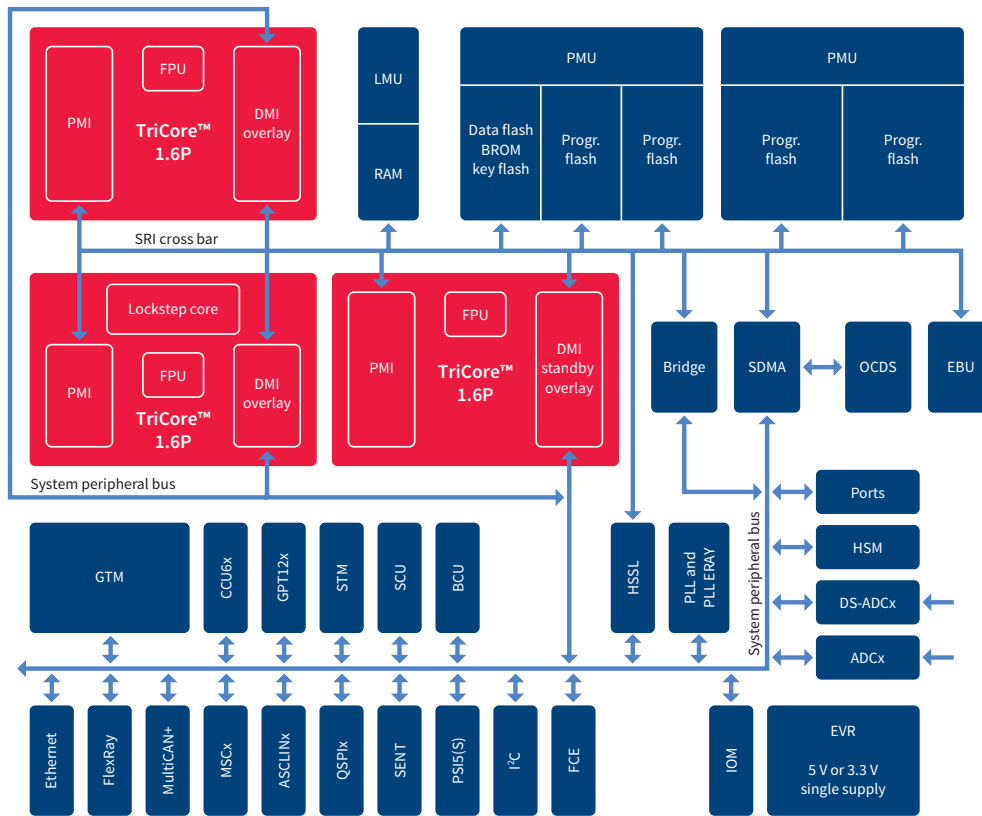 FPU
PMI
TriCore™
1.6P
DMI
overlay
LMU
RAM
PMU
Data flash
BROM
key flash
Progr.
flash
Progr.
flash
PMU
Progr.
flash
Progr.
flash
SRI cross bar
Lockstep core
PMI
FPU
TriCore™
1.6P
DMI
overlay
PMI
FPU
TriCore™
1.6P
DMI
standby
overlay
Bridge
SDMA
OCDS
EBU
System peripheral bus
System peripheral bus
Ports
HSM
DS-ADCx
ADCx
GTM
CCU6x
GPT12x
STM
SCU
BCU
HSSL
PLL and
PLL ERAY
Ethernet
FlexRay
MultiCAN+
MSCx
ASCLINx
QSPIx
SENT
PSI5(S)
I²C
FCE
IOM
EVR
5 V or 3.3 V
single supply